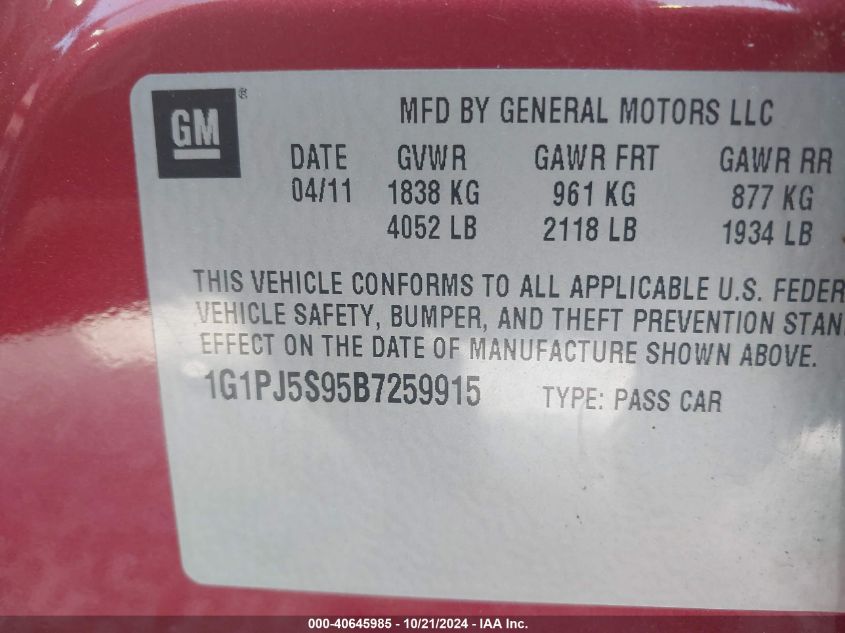 GM ®
MFD BY GENERAL MOTORS LLC
DATE GVWR GAWR FRT GAWR RR
04/11 1838 KG 961 KG 877 KG
4052 LB 2118 LB 1934 LB
THIS VEHICLE CONFORMS TO ALL APPLICABLE U.S. FEDER
VEHICLE SAFETY, BUMPER, AND THEFT PREVENTION STAN
EFFECT ON THE DATE OF MANUFACTURE SHOWN ABOVE.
1G1PJ5S95B7259915 TYPE: PASS CAR
000-40645985 - 10/21/2024 - IAA Inc.